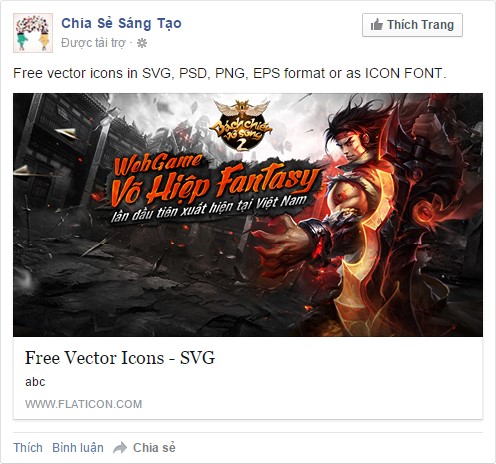 Chia Sẻ Sáng Tạo
Thích Trang
Được tài trợ ·
Free vector icons in SVG, PSD, PNG, EPS format or as ICON FONT.
Bách Chiến
Vô Song
2
WebGame
Võ Hiệp Fantasy
lần đầu tiên xuất hiện tại Việt Nam
Free Vector Icons - SVG
abc
WWW.FLATICON.COM
Thích Bình luận Chia sẻ